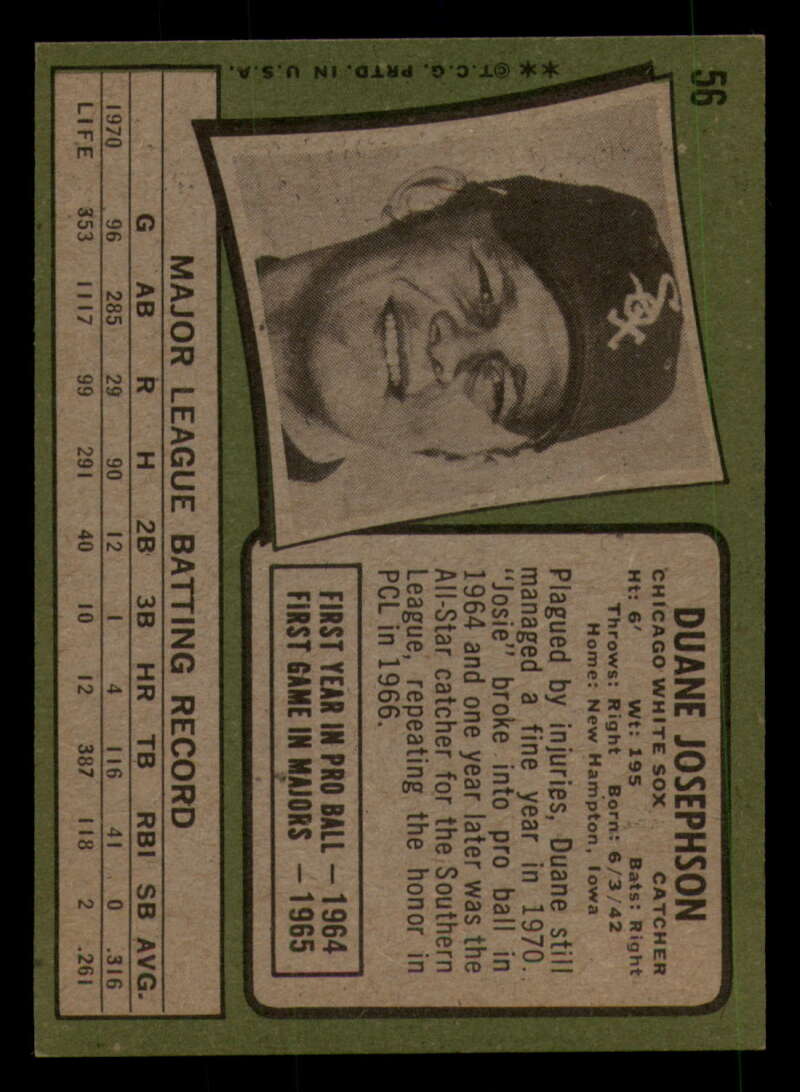 56
**©T.C.G. PRTD. IN U.S.A.
Sox
DUANE JOSEPHSON
CHICAGO WHITE SOX CATCHER
Ht: 6' Wt: 195 Bats: Right
Throws: Right Born: 6/3/42
Home: New Hampton, Iowa
Plagued by injuries, Duane still
managed a fine year in 1970.
"Josie" broke into pro ball in
1964 and one year later was the
All-Star catcher for the Southern
League, repeating the honor in
PCL in 1966.
FIRST YEAR IN PRO BALL — 1964
FIRST GAME IN MAJORS — 1965
MAJOR LEAGUE BATTING RECORD
G AB R H 2B 3B HR TB RBI SB AVG.
1970 96 285 29 90 12 1 4 116 41 0 .316
LIFE 353 1117 99 291 40 10 12 387 118 2 .261